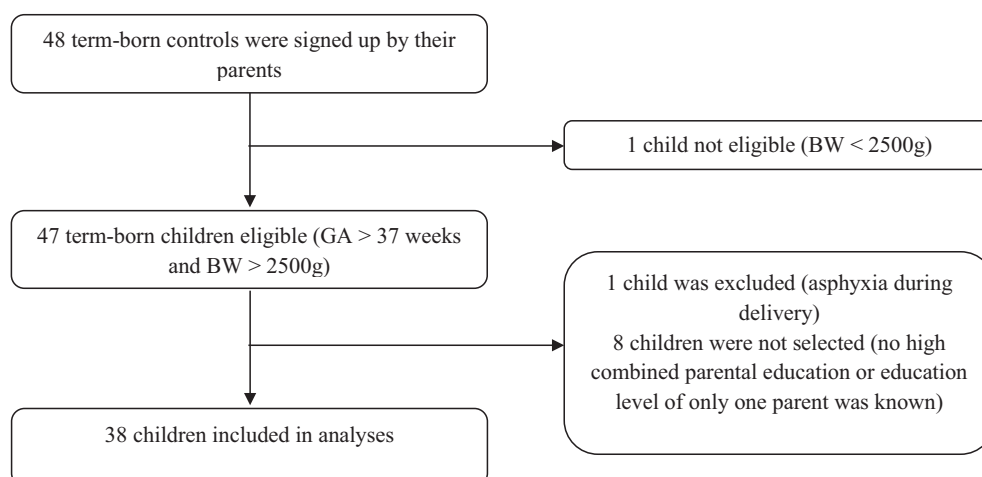 48 term-born controls were signed up by their
parents
1 child not eligible (BW < 2500g)
47 term-born children eligible (GA > 37 weeks
and BW > 2500g)
1 child was excluded (asphyxia during
delivery)
8 children were not selected (no high
combined parental education or education
level of only one parent was known)
38 children included in analyses